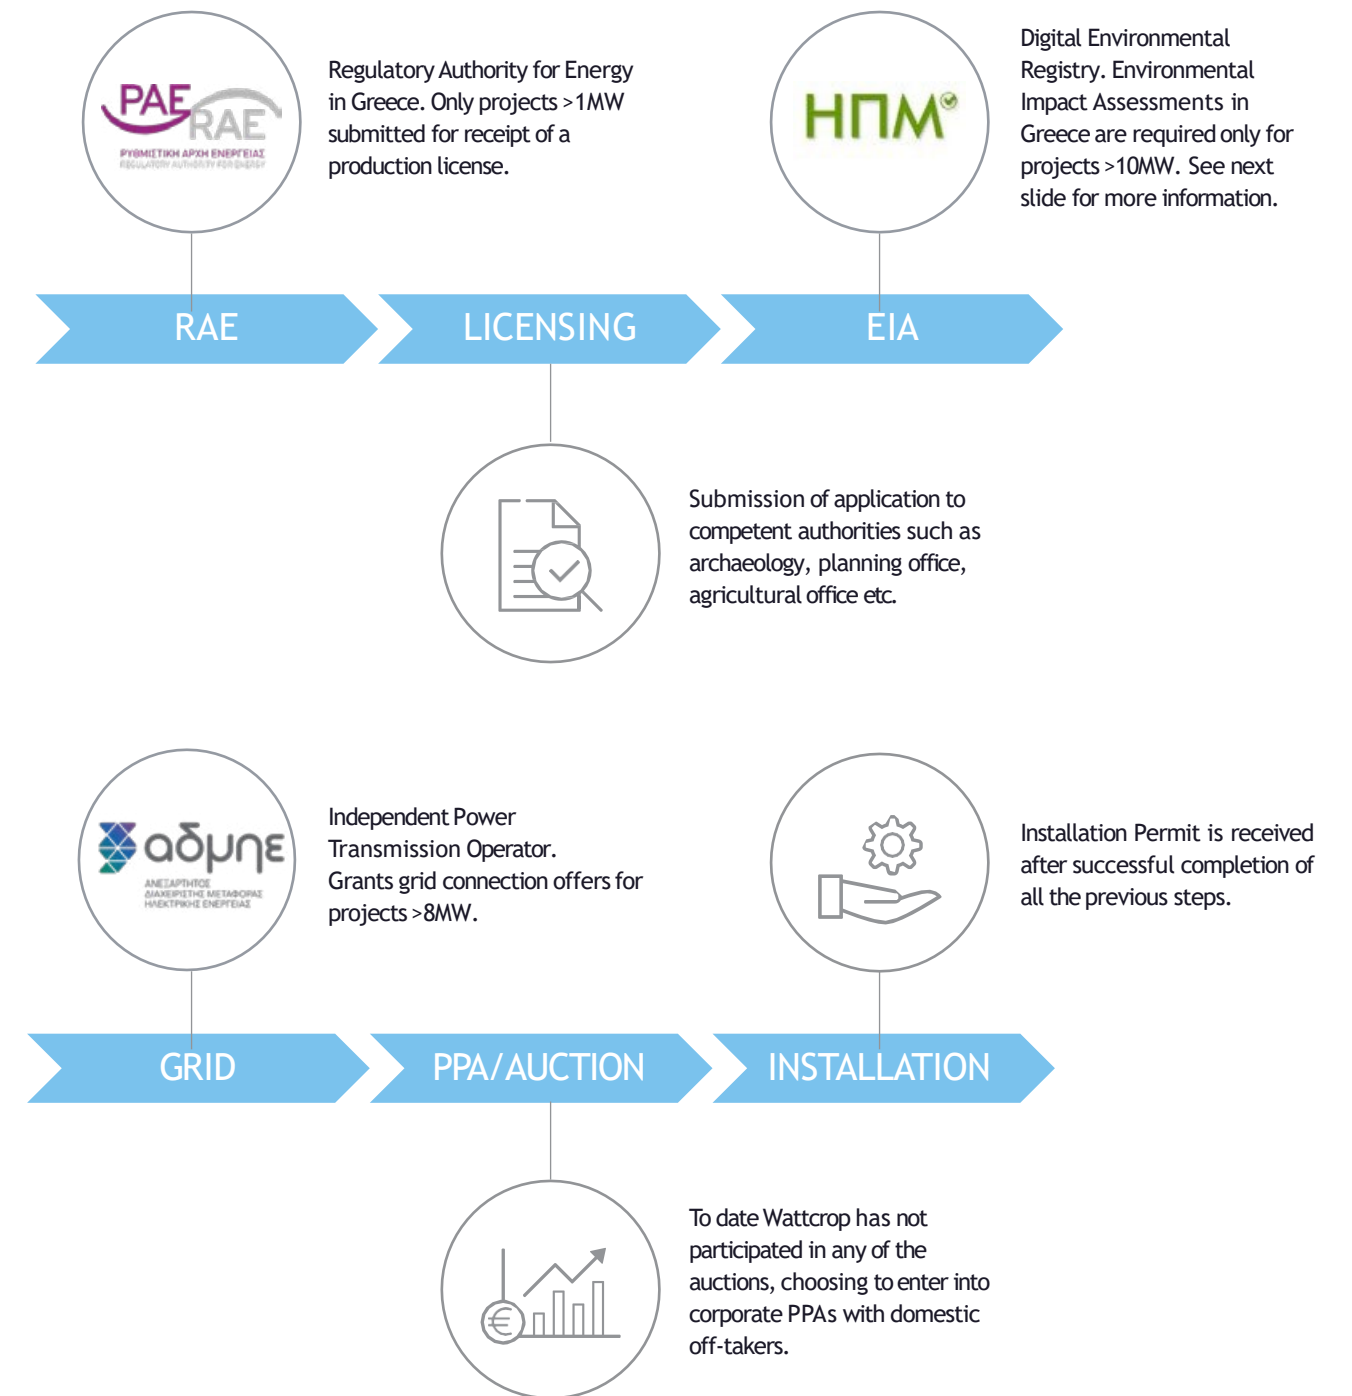 ΡΑΕ
RAE
ΡΥΘΜΙΣΤΙΚΗ ΑΡΧΗ ΕΝΕΡΓΕΙΑΣ
REGULATORY AUTHORITY FOR ENERGY
Regulatory Authority for Energy
in Greece. Only projects >1MW
submitted for receipt of a
production license.
ΗΠΜ
Digital Environmental
Registry. Environmental
Impact Assessments in
Greece are required only for
projects >10MW. See next
slide for more information.
RAE
LICENSING
EIA
Submission of application to
competent authorities such as
archaeology, planning office,
agricultural office etc.
αδμηε
ΑΝΕΞΑΡΤΗΤΟΣ
ΔΙΑΧΕΙΡΙΣΤΗΣ ΜΕΤΑΦΟΡΑΣ
ΗΛΕΚΤΡΙΚΗΣ ΕΝΕΡΓΕΙΑΣ
Independent Power
Transmission Operator.
Grants grid connection offers for
projects >8MW.
Installation Permit is received
after successful completion of
all the previous steps.
GRID
PPA/AUCTION
INSTALLATION
€
To date Wattcrop has not
participated in any of the
auctions, choosing to enter into
corporate PPAs with domestic
off-takers.